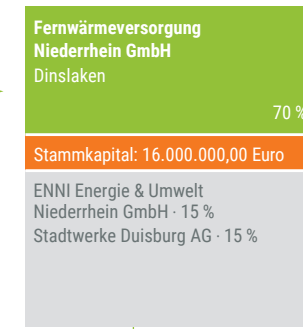 Fernwärmeversorgung
Niederrhein GmbH
Dinslaken
70 %
Stammkapital: 16.000.000,00 Euro
ENNI Energie & Umwelt
Niederrhein GmbH · 15 %
Stadtwerke Duisburg AG · 15 %